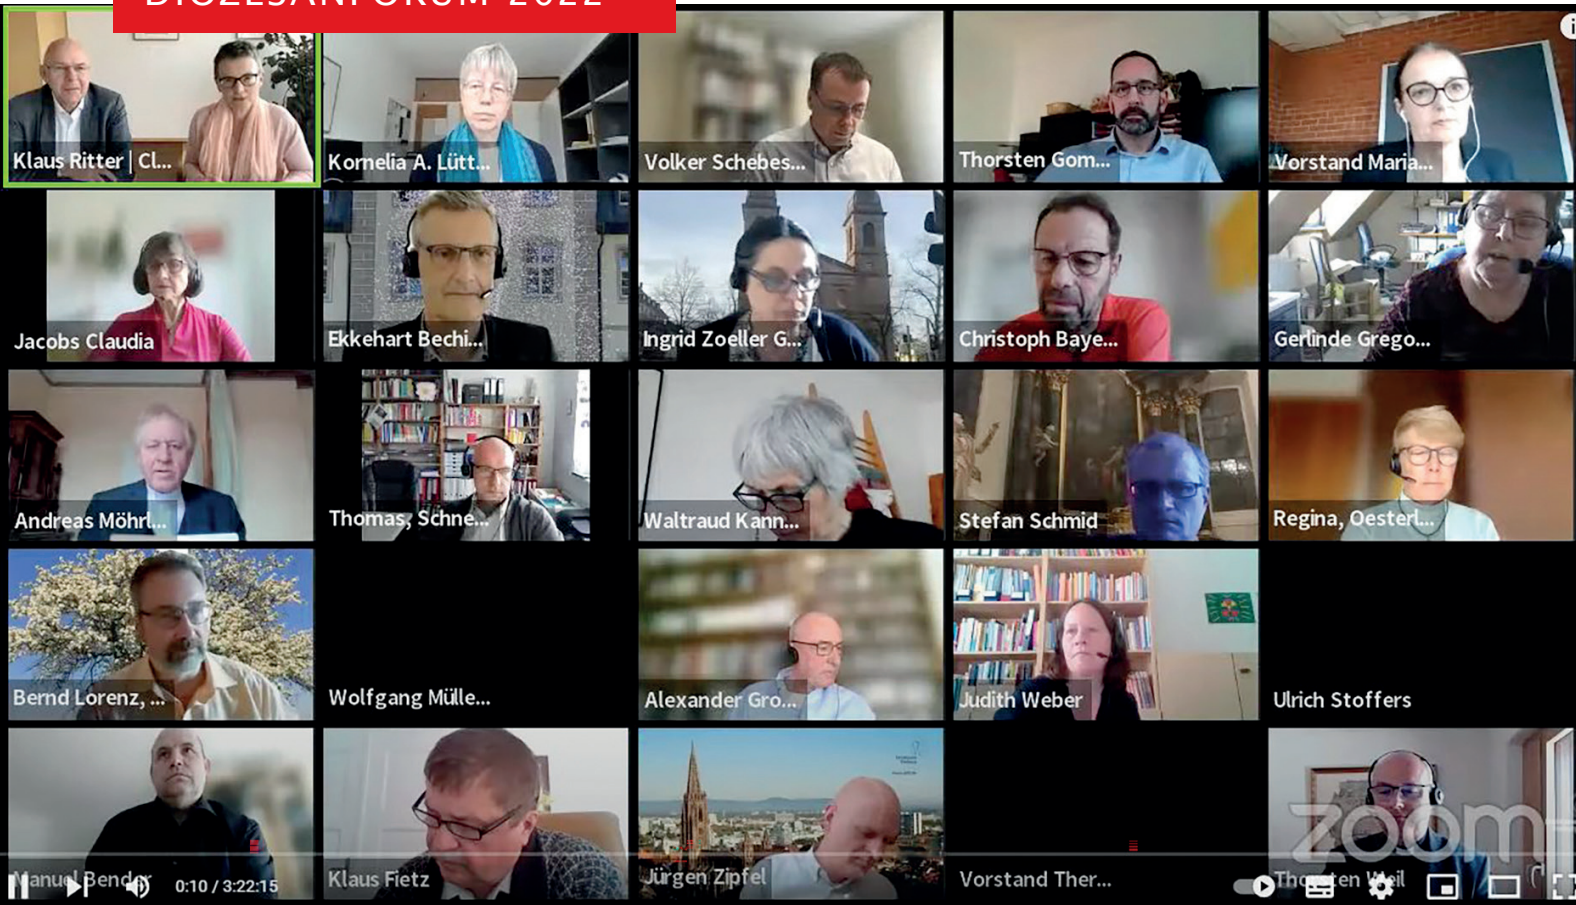 DIÖZESANFORUM 2022
Klaus Ritter | Cl...
Kornelia A. Lütt...
Volker Schebes...
Thorsten Gom...
Vorstand Maria...
Jacobs Claudia
Ekkehart Bechi...
Ingrid Zoeller G...
Christoph Baye...
Gerlinde Grego...
Andreas Möhrl...
Thomas, Schne...
Waltraud Kann...
Stefan Schmid
Regina, Oesterl...
Bernd Lorenz, ...
Wolfgang Mülle...
Alexander Gro...
Judith Weber
Ulrich Stoffers
Manuel Bender
Klaus Fietz
Jürgen Zipfel
Vorstand Ther...
Thorsten Weil
zoom
0:10 / 3:22:15